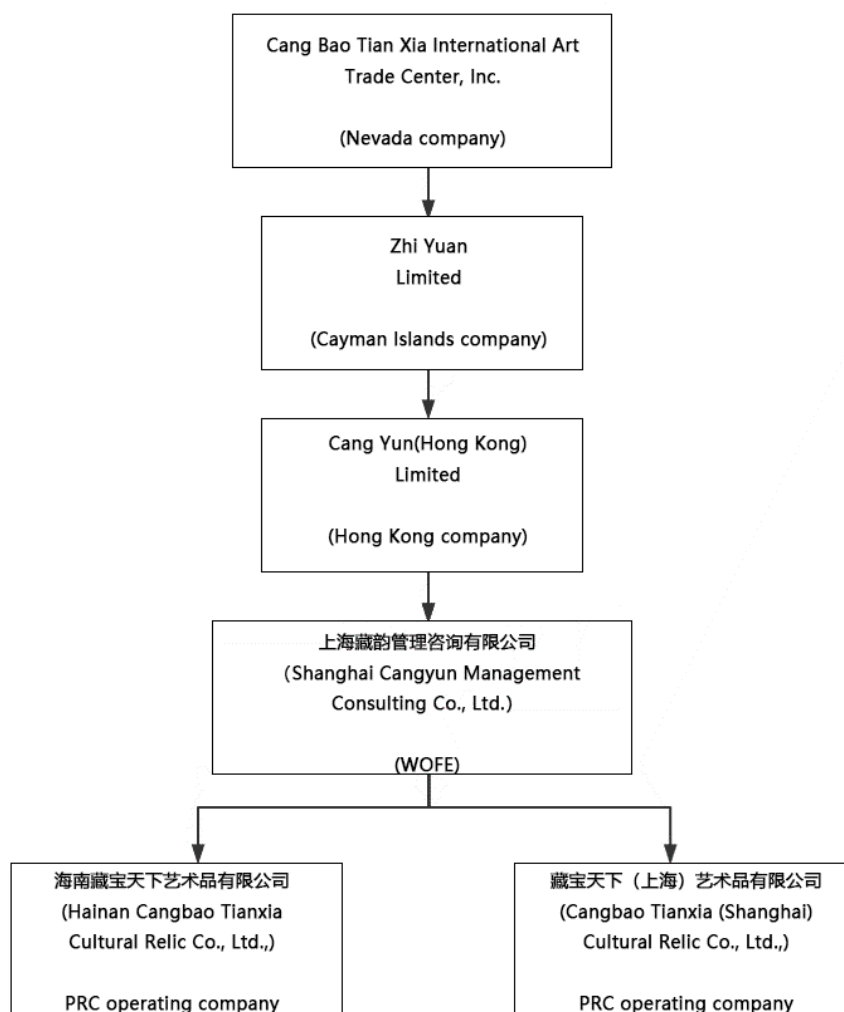 Cang Bao Tian Xia International Art
Trade Center, Inc.
(Nevada company)
Zhi Yuan
Limited
(Cayman Islands company)
Cang Yun(Hong Kong)
Limited
(Hong Kong company)
上海藏韵管理咨询有限公司
（Shanghai Cangyun Management
Consulting Co., Ltd.）
(WOFE)
海南藏宝天下艺术品有限公司
(Hainan Cangbao Tianxia
Cultural Relic Co., Ltd.,)
PRC operating company
藏宝天下（上海）艺术品有限公司
(Cangbao Tianxia (Shanghai)
Cultural Relic Co., Ltd.,)
PRC operating company